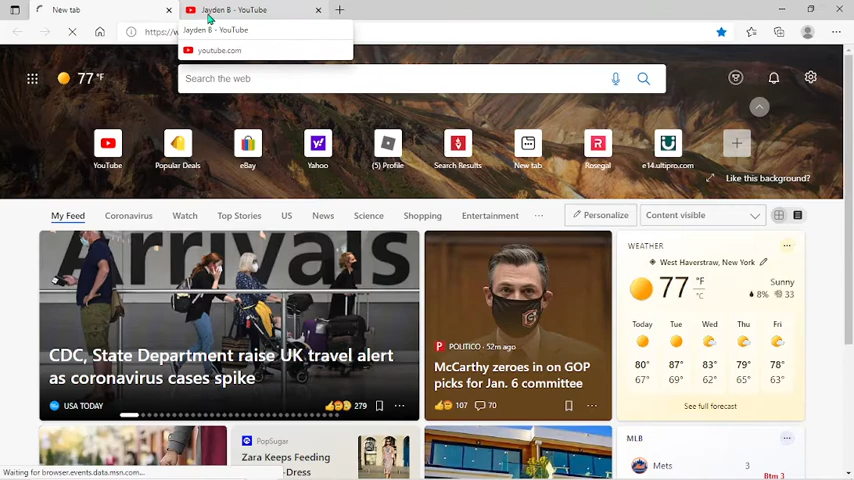 New tab
Jayden B - YouTube
https://w
Jayden B - YouTube
youtube.com
77 °F
Search the web
YouTube
Popular Deals
eBay
Yahoo
(5) Profile
Search Results
New tab
Rosegal
e14.ultipro.com
Like this background?
My Feed
Coronavirus
Watch
Top Stories
US
News
Science
Shopping
Entertainment
...
Personalize
Content visible
CDC, State Department raise UK travel alert
as coronavirus cases spike
USA TODAY
279
POLITICO · 52m ago
McCarthy zeroes in on GOP
picks for Jan. 6 committee
107
70
WEATHER
West Haverstraw, New York
77 °F
°C
Sunny
8% 33
Today
Tue
Wed
Thu
Fri
80° 87° 83° 79° 78°
67° 69° 62° 65° 63°
See full forecast
PopSugar
Zara Keeps Feeding
-Dress
MLB
Mets 3
Btm 3
Waiting for browser.events.data.msn.com...